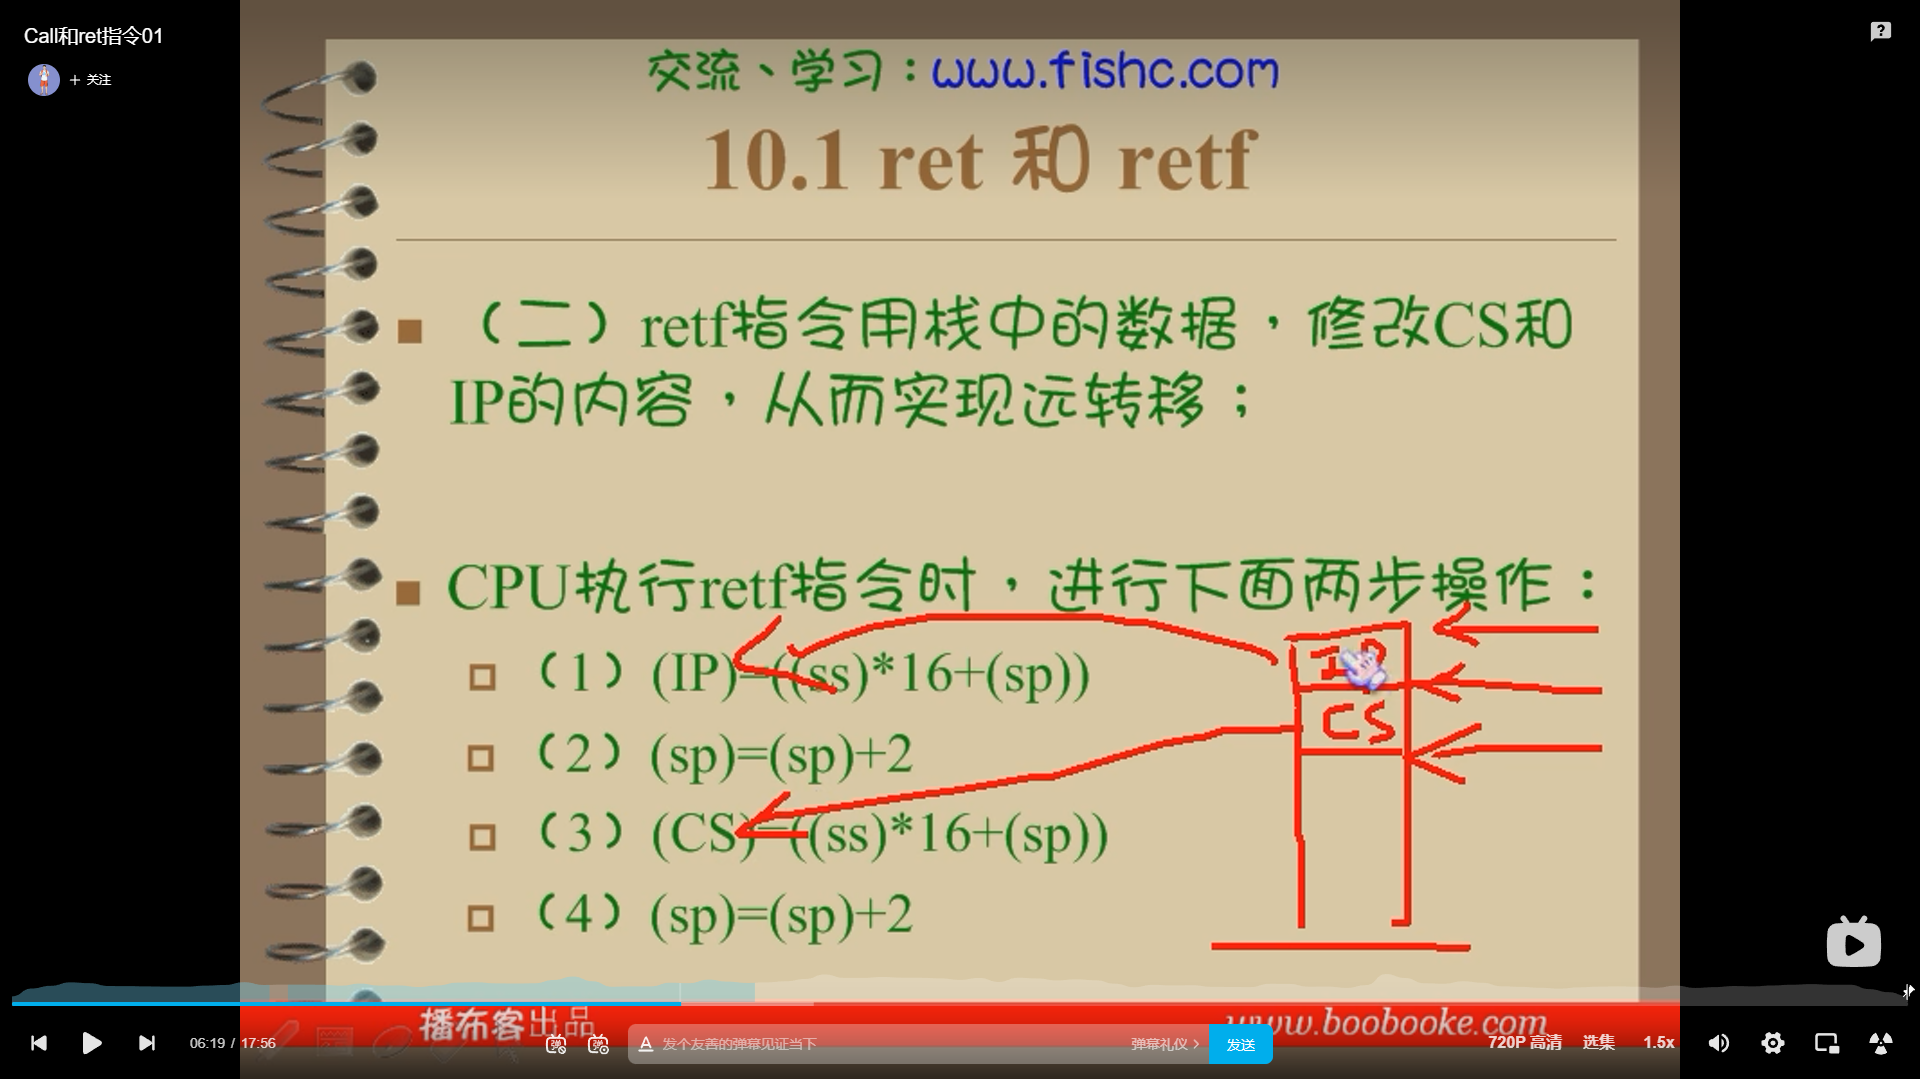 Call和ret指令01
+ 关注
交流、学习：www.fishc.com
10.1 ret 和 retf
（二）retf指令用栈中的数据，修改CS和
IP的内容，从而实现远转移；
CPU执行retf指令时，进行下面两步操作：
（1）(IP)=((ss)*16+(sp))
（2）(sp)=(sp)+2
（3）(CS)=((ss)*16+(sp))
（4）(sp)=(sp)+2
IP
CS
播布客出品
www.boobooke.com
06:19 / 17:56
弹
弹
A 发个友善的弹幕见证当下
弹幕礼仪 >
发送
720P 高清
选集
1.5x